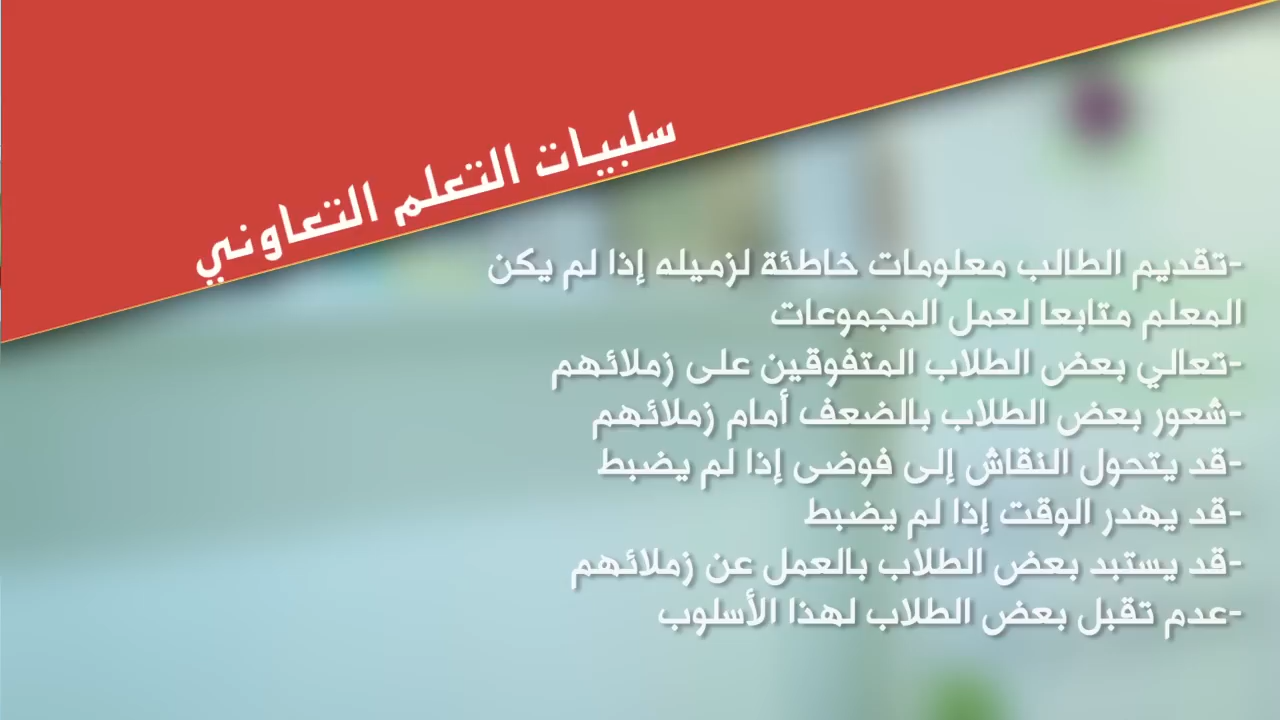 سلبيات التعلم التعاوني
-تقديم الطالب معلومات خاطئة لزميله إذا لم يكن
المعلم متابعا لعمل المجموعات
-تعالي بعض الطلاب المتفوقين على زملائهم
-شعور بعض الطلاب بالضعف أمام زملائهم
-قد يتحول النقاش إلى فوضى إذا لم يضبط
-قد يهدر الوقت إذا لم يضبط
-قد يستبد بعض الطلاب بالعمل عن زملائهم
-عدم تقبل بعض الطلاب لهذا الأسلوب